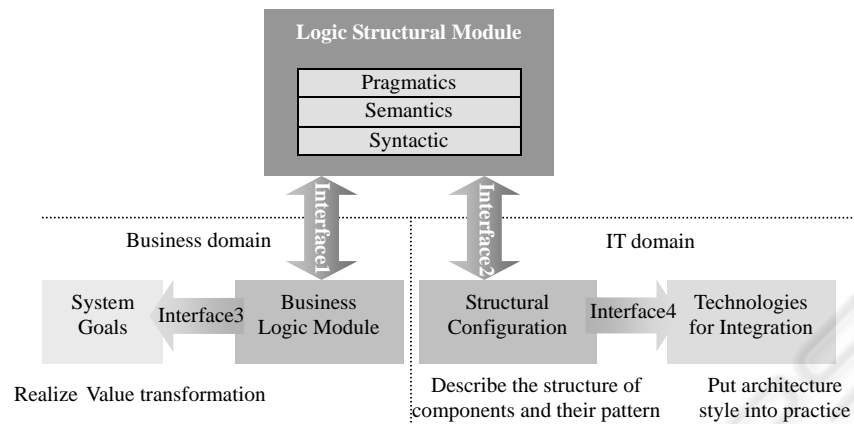 Logic Structural Module
Pragmatics
Semantics
Syntactic
Interface1
Interface2
Business domain
IT domain
System
Goals
Interface3
Business
Logic Module
Structural
Configuration
Interface4
Technologies
for Integration
Realize Value transformation
Describe the structure of
components and their pattern
Put architecture
style into practice